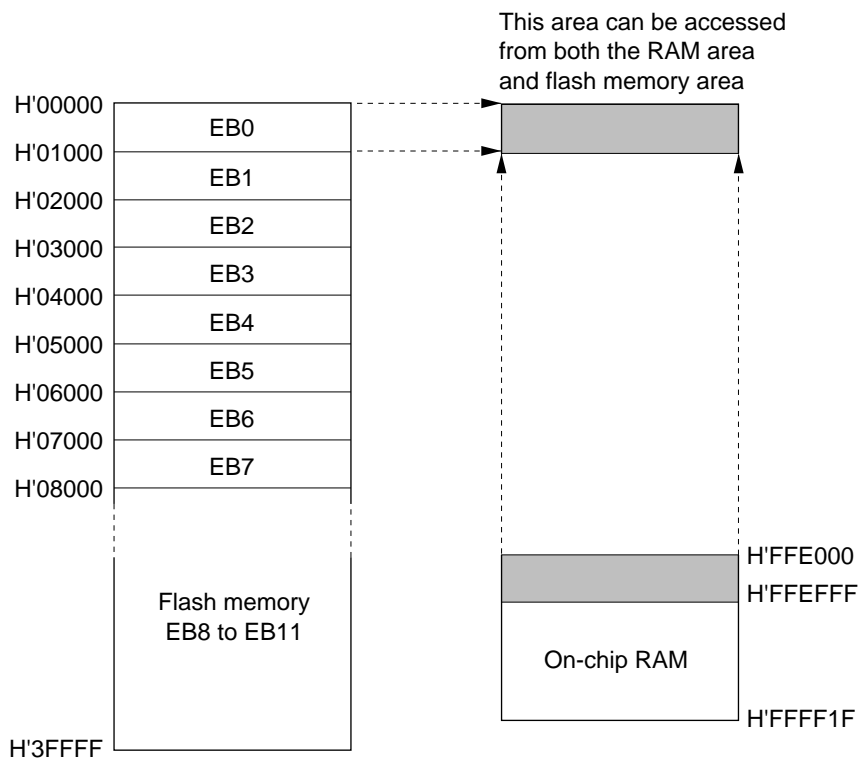 This area can be accessed
from both the RAM area
and flash memory area
H'00000
EB0
H'01000
EB1
H'02000
EB2
H'03000
EB3
H'04000
EB4
H'05000
EB5
H'06000
EB6
H'07000
EB7
H'08000
Flash memory
EB8 to EB11
H'3FFFF
H'FFE000
H'FFEFFF
On-chip RAM
H'FFFF1F